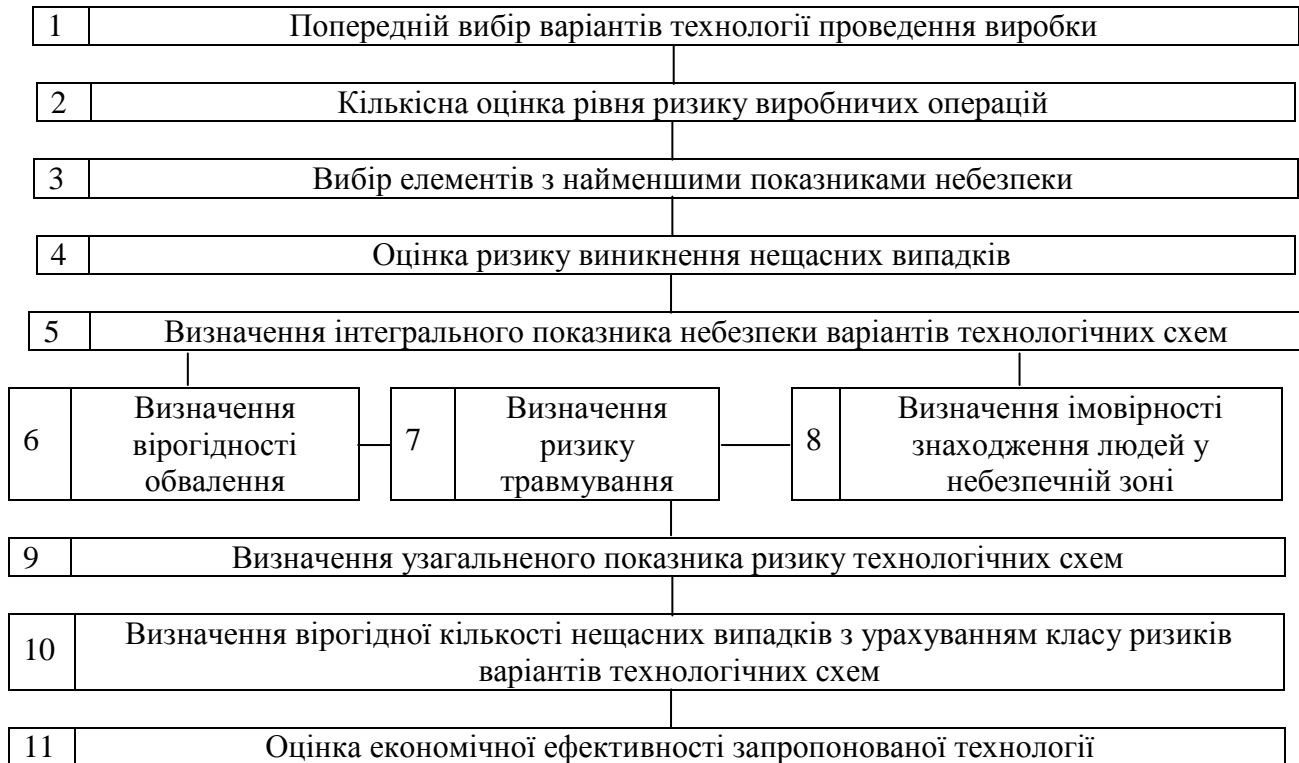 1 Попередній вибір варіантів технології проведення виробки
2 Кількісна оцінка рівня ризику виробничих операцій
3 Вибір елементів з найменшими показниками небезпеки
4 Оцінка ризику виникнення нещасних випадків
5 Визначення інтегрального показника небезпеки варіантів технологічних схем
6
Визначення
вірогідності
обвалення
7
Визначення
ризику
травмування
8
Визначення імовірності
знаходження людей у
небезпечній зоні
9 Визначення узагальненого показника ризику технологічних схем
10
Визначення вірогідної кількості нещасних випадків з урахуванням класу ризиків
варіантів технологічних схем
11 Оцінка економічної ефективності запропонованої технології